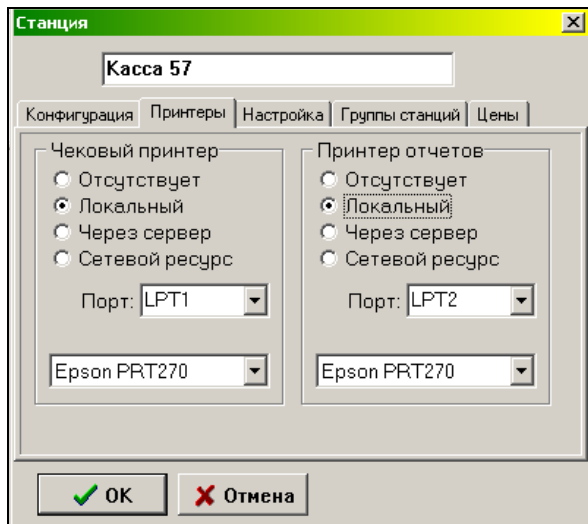 Станция
Касса 57
Конфигурация Принтеры Настройка Группы станций Цены
Чековый принтер
Отсутствует
Локальный
Через сервер
Сетевой ресурс
Порт: LPT1
Epson PRT270
Принтер отчетов
Отсутствует
Локальный
Через сервер
Сетевой ресурс
Порт: LPT2
Epson PRT270
OK Отмена